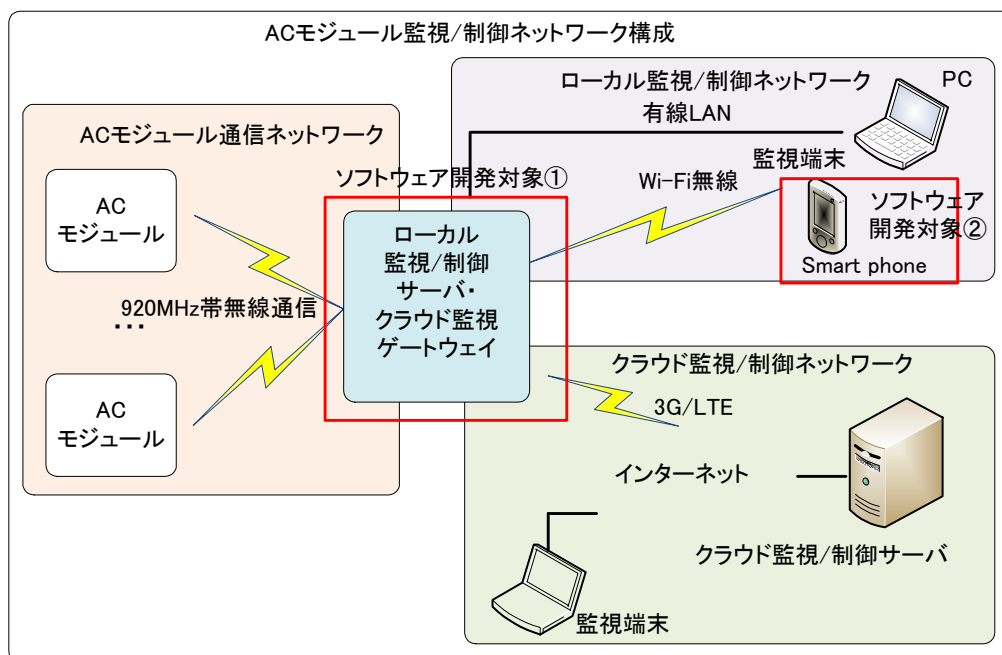 ACモジュール監視/制御ネットワーク構成
ローカル監視/制御ネットワーク
PC
有線LAN
ACモジュール通信ネットワーク
監視端末
ソフトウェア開発対象①
Wi-Fi無線
ソフトウェア
開発対象②
Smart phone
AC
モジュール
ローカル
監視/制御
サーバ・
クラウド監視
ゲートウェイ
920MHz帯無線通信
・・・
AC
モジュール
クラウド監視/制御ネットワーク
3G/LTE
インターネット
クラウド監視/制御サーバ
監視端末